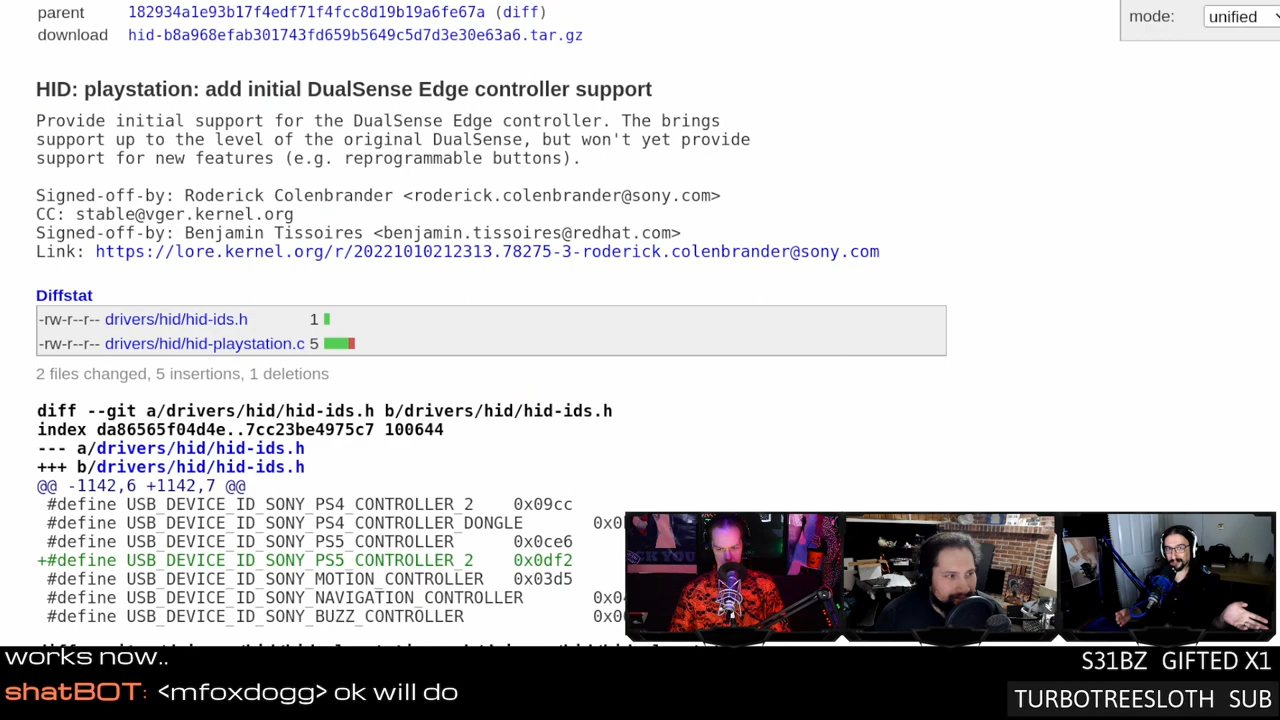 parent 182934a1e93b17f4edf71f4fcc8d19b19a6fe67a (diff)
mode: unified
download hid-b8a968efab301743fd659b5649c5d7d3e30e63a6.tar.gz
HID: playstation: add initial DualSense Edge controller support
Provide initial support for the DualSense Edge controller. The brings
support up to the level of the original DualSense, but won't yet provide
support for new features (e.g. reprogrammable buttons).
Signed-off-by: Roderick Colenbrander <roderick.colenbrander@sony.com>
CC: stable@vger.kernel.org
Signed-off-by: Benjamin Tissoires <benjamin.tissoires@redhat.com>
Link: https://lore.kernel.org/r/20221010212313.78275-3-roderick.colenbrander@sony.com
Diffstat
-rw-r--r-- drivers/hid/hid-ids.h 1
-rw-r--r-- drivers/hid/hid-playstation.c 5
2 files changed, 5 insertions, 1 deletions
diff --git a/drivers/hid/hid-ids.h b/drivers/hid/hid-ids.h
index da86565f04d4e..7cc23be4975c7 100644
--- a/drivers/hid/hid-ids.h
+++ b/drivers/hid/hid-ids.h
@@ -1142,6 +1142,7 @@
#define USB_DEVICE_ID_SONY_PS4_CONTROLLER_2 0x09cc
#define USB_DEVICE_ID_SONY_PS4_CONTROLLER_DONGLE
#define USB_DEVICE_ID_SONY_PS5_CONTROLLER 0x0ce6
+#define USB_DEVICE_ID_SONY_PS5_CONTROLLER_2 0x0df2
#define USB_DEVICE_ID_SONY_MOTION_CONTROLLER 0x03d5
#define USB_DEVICE_ID_SONY_NAVIGATION_CONTROLLER
#define USB_DEVICE_ID_SONY_BUZZ_CONTROLLER
works now..
S31BZ GIFTED X1
shatBOT: <mfoxdogg> ok will do
TURBOTREESLOTH SUB